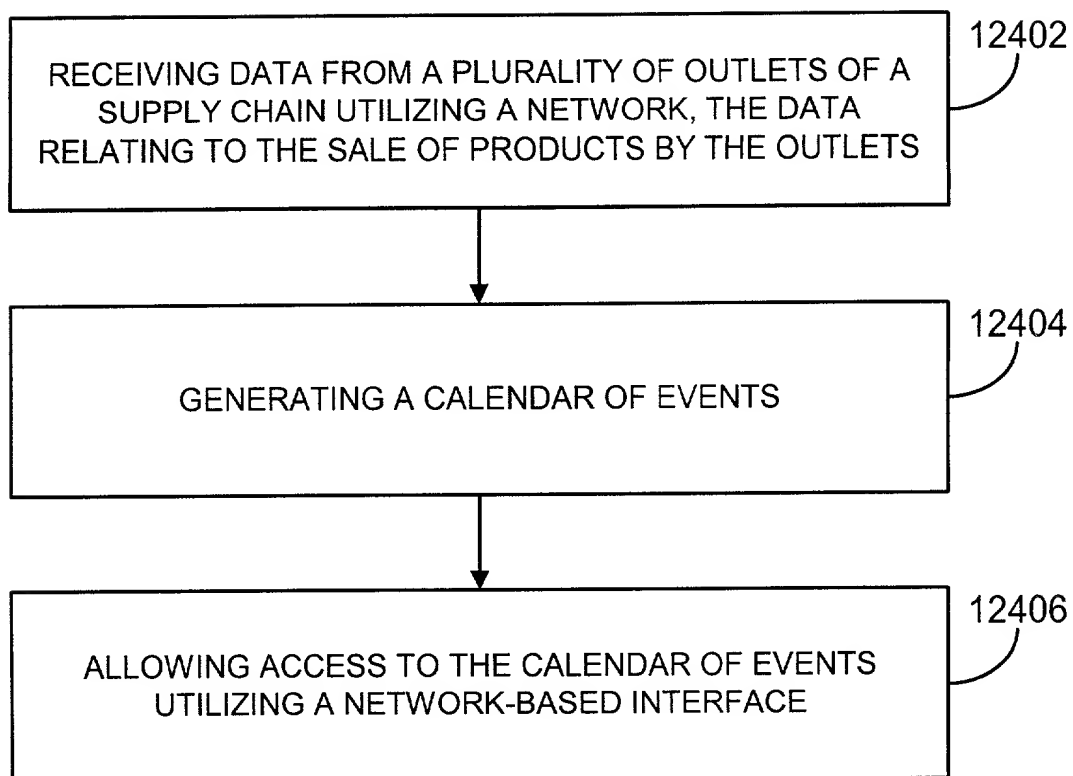 12402
RECEIVING DATA FROM A PLURALITY OF OUTLETS OF A
SUPPLY CHAIN UTILIZING A NETWORK, THE DATA
RELATING TO THE SALE OF PRODUCTS BY THE OUTLETS
12404
GENERATING A CALENDAR OF EVENTS
12406
ALLOWING ACCESS TO THE CALENDAR OF EVENTS
UTILIZING A NETWORK-BASED INTERFACE